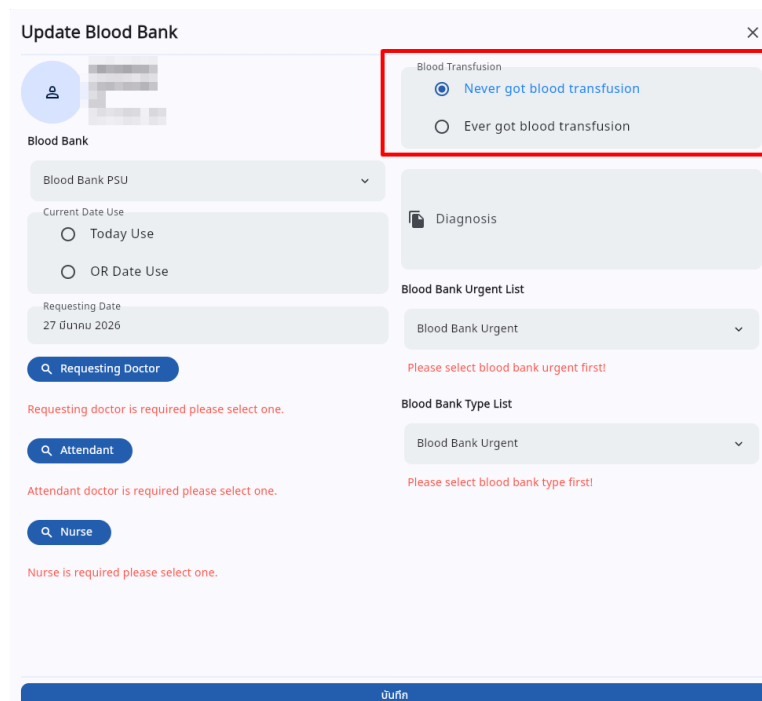 Update Blood Bank
Blood Bank
Blood Bank PSU
Current Date Use
Today Use
OR Date Use
Requesting Date
27 มีนาคม 2026
Requesting Doctor
Requesting doctor is required please select one.
Attendant
Attendant doctor is required please select one.
Nurse
Nurse is required please select one.
Blood Transfusion
Never got blood transfusion
Ever got blood transfusion
Diagnosis
Blood Bank Urgent List
Blood Bank Urgent
Please select blood bank urgent first!
Blood Bank Type List
Blood Bank Urgent
Please select blood bank type first!
บันทึก